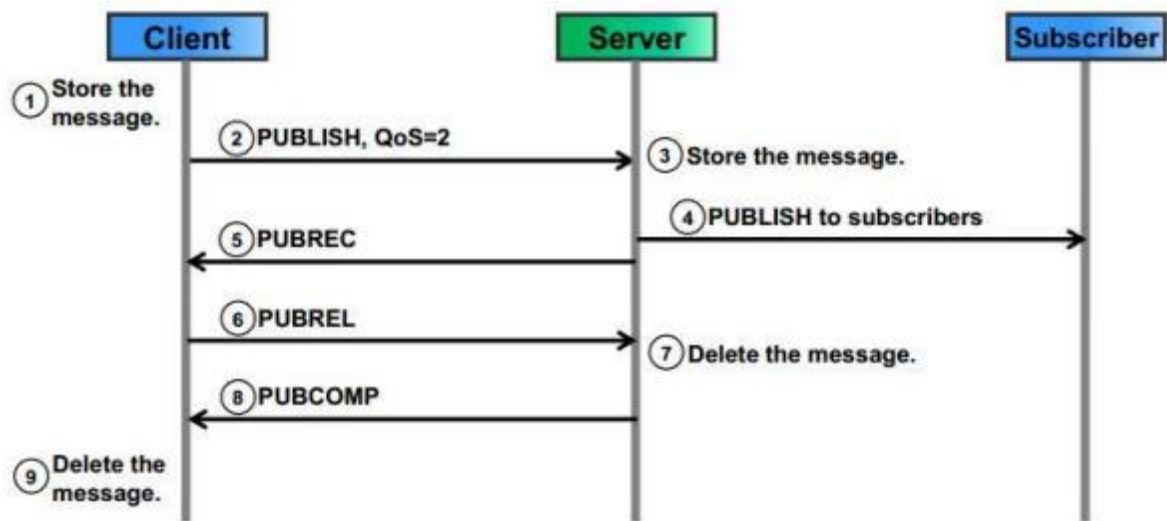 Client
Server
Subscriber
1 Store the
message.
2 PUBLISH, QoS=2
3 Store the message.
4 PUBLISH to subscribers
5 PUBREC
6 PUBREL
7 Delete the message.
8 PUBCOMP
9 Delete the
message.